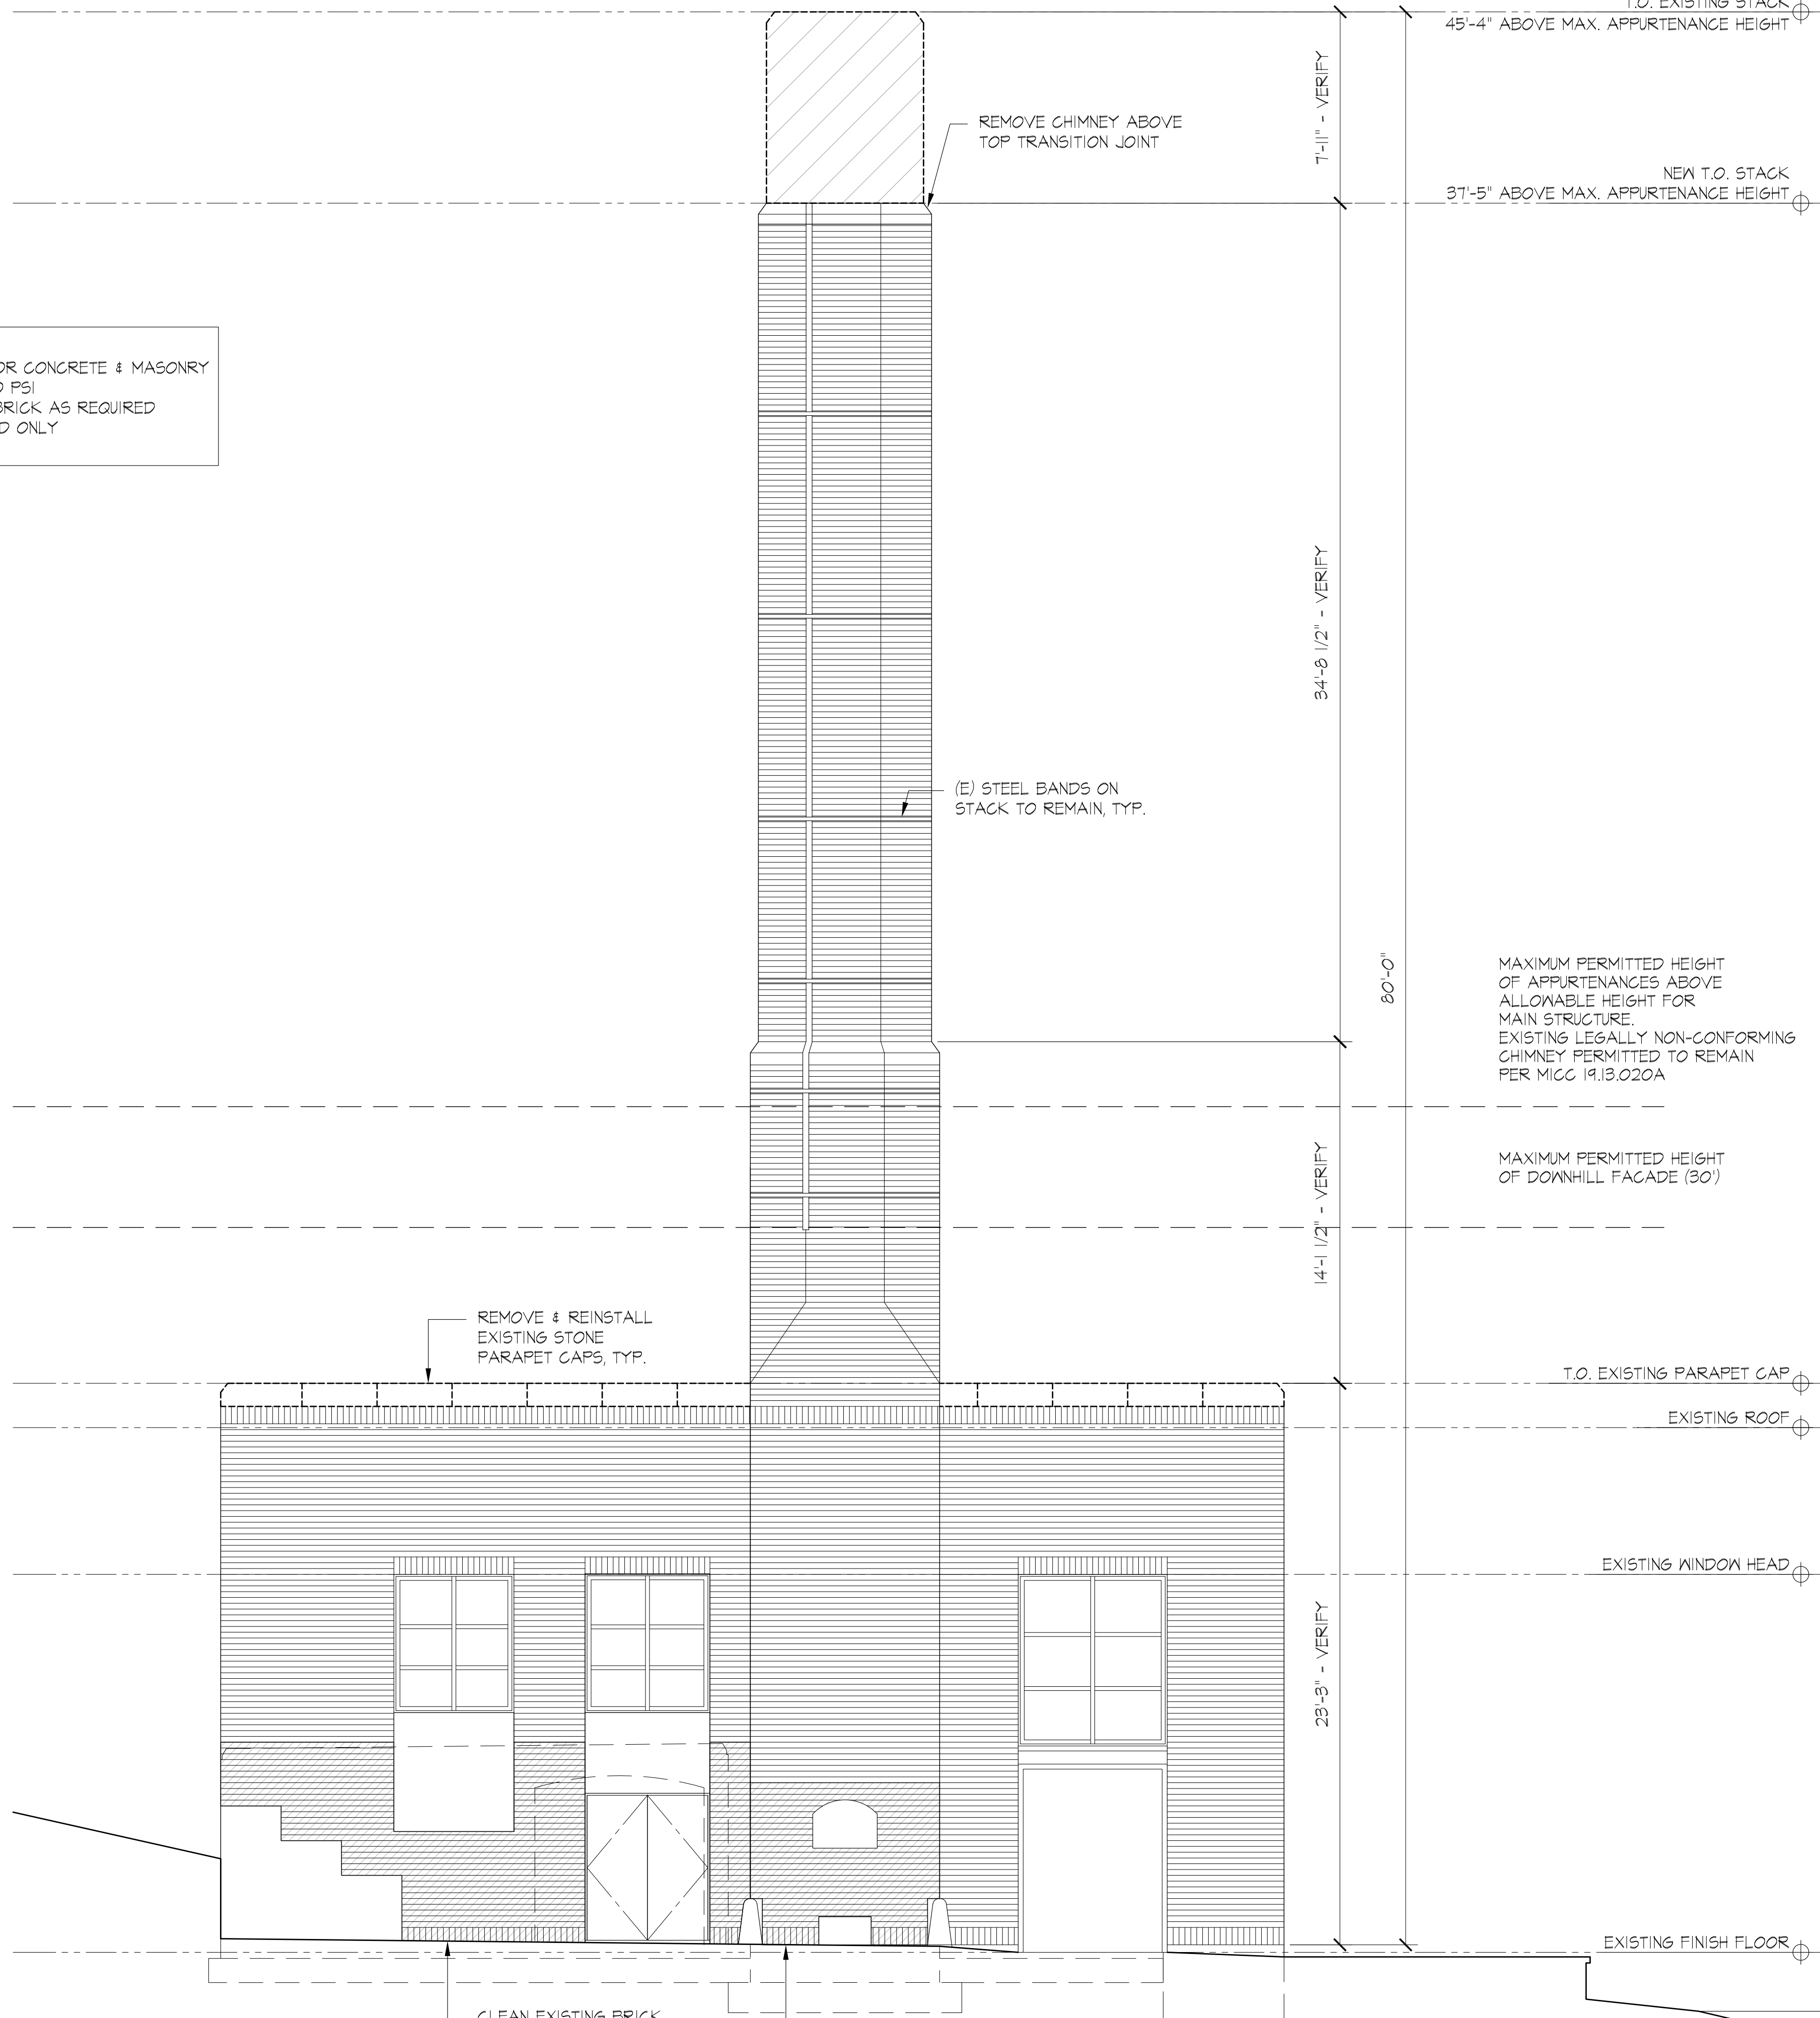 T.O. EXISTING STACK
45'-4" ABOVE MAX. APPURTENANCE HEIGHT
7'-11" - VERIFY
REMOVE CHIMNEY ABOVE
TOP TRANSITION JOINT
NEW T.O. STACK
37'-5" ABOVE MAX. APPURTENANCE HEIGHT
OR CONCRETE & MASONRY
PSI
BRICK AS REQUIRED
ONLY
34'-8 1/2" - VERIFY
(E) STEEL BANDS ON
STACK TO REMAIN, TYP.
80'-0"
MAXIMUM PERMITTED HEIGHT
OF APPURTENANCES ABOVE
ALLOWABLE HEIGHT FOR
MAIN STRUCTURE.
EXISTING LEGALLY NON-CONFORMING
CHIMNEY PERMITTED TO REMAIN
PER MICC 19.13.020A
MAXIMUM PERMITTED HEIGHT
OF DOWNHILL FACADE (30')
14'-1 1/2" - VERIFY
REMOVE & REINSTALL
EXISTING STONE
PARAPET CAPS, TYP.
T.O. EXISTING PARAPET CAP
EXISTING ROOF
EXISTING WINDOW HEAD
23'-3" - VERIFY
EXISTING FINISH FLOOR
CLEAN EXISTING BRICK